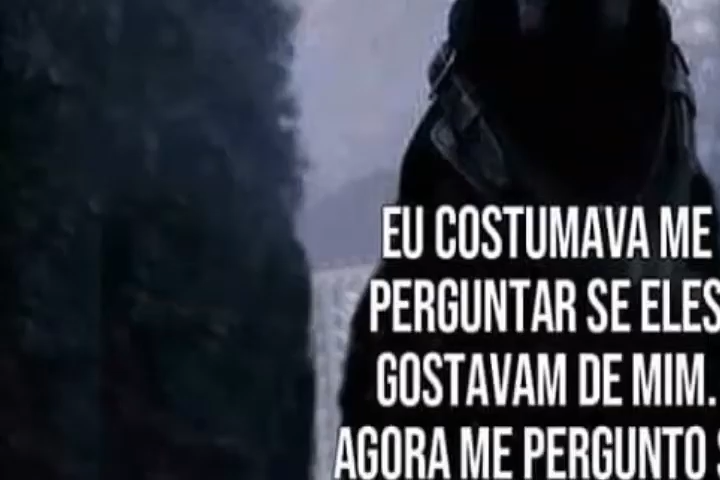 EU COSTUMAVA ME
PERGUNTAR SE ELES
GOSTAVAM DE MIM.
AGORA ME PERGUNTO